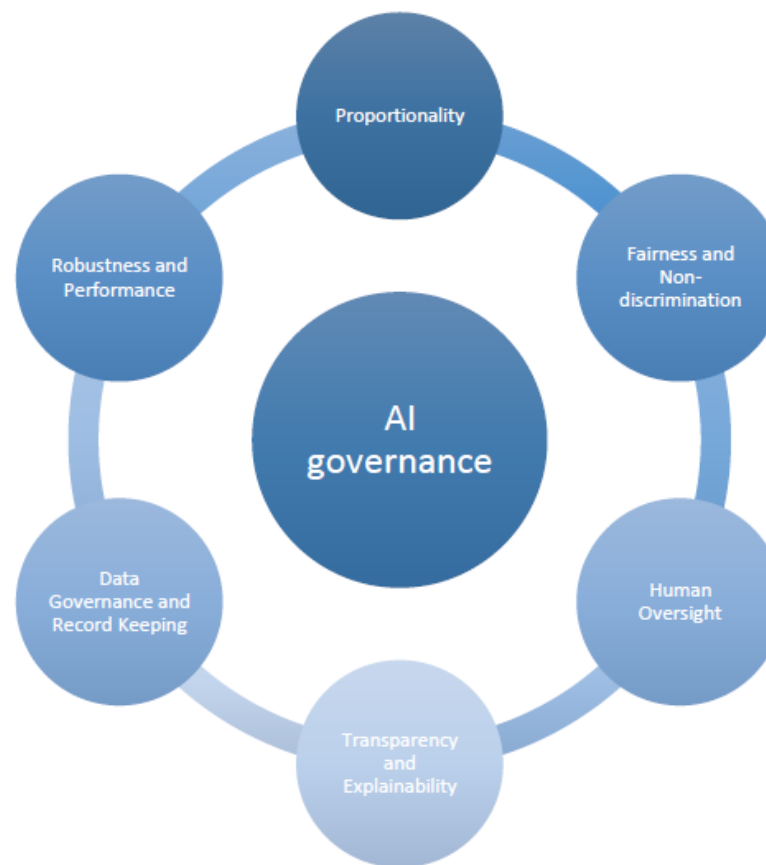 Proportionality
Fairness and
Non-
discrimination
Human
Oversight
Transparency
and
Explainability
Data
Governance and
Record Keeping
Robustness and
Performance
AI
governance